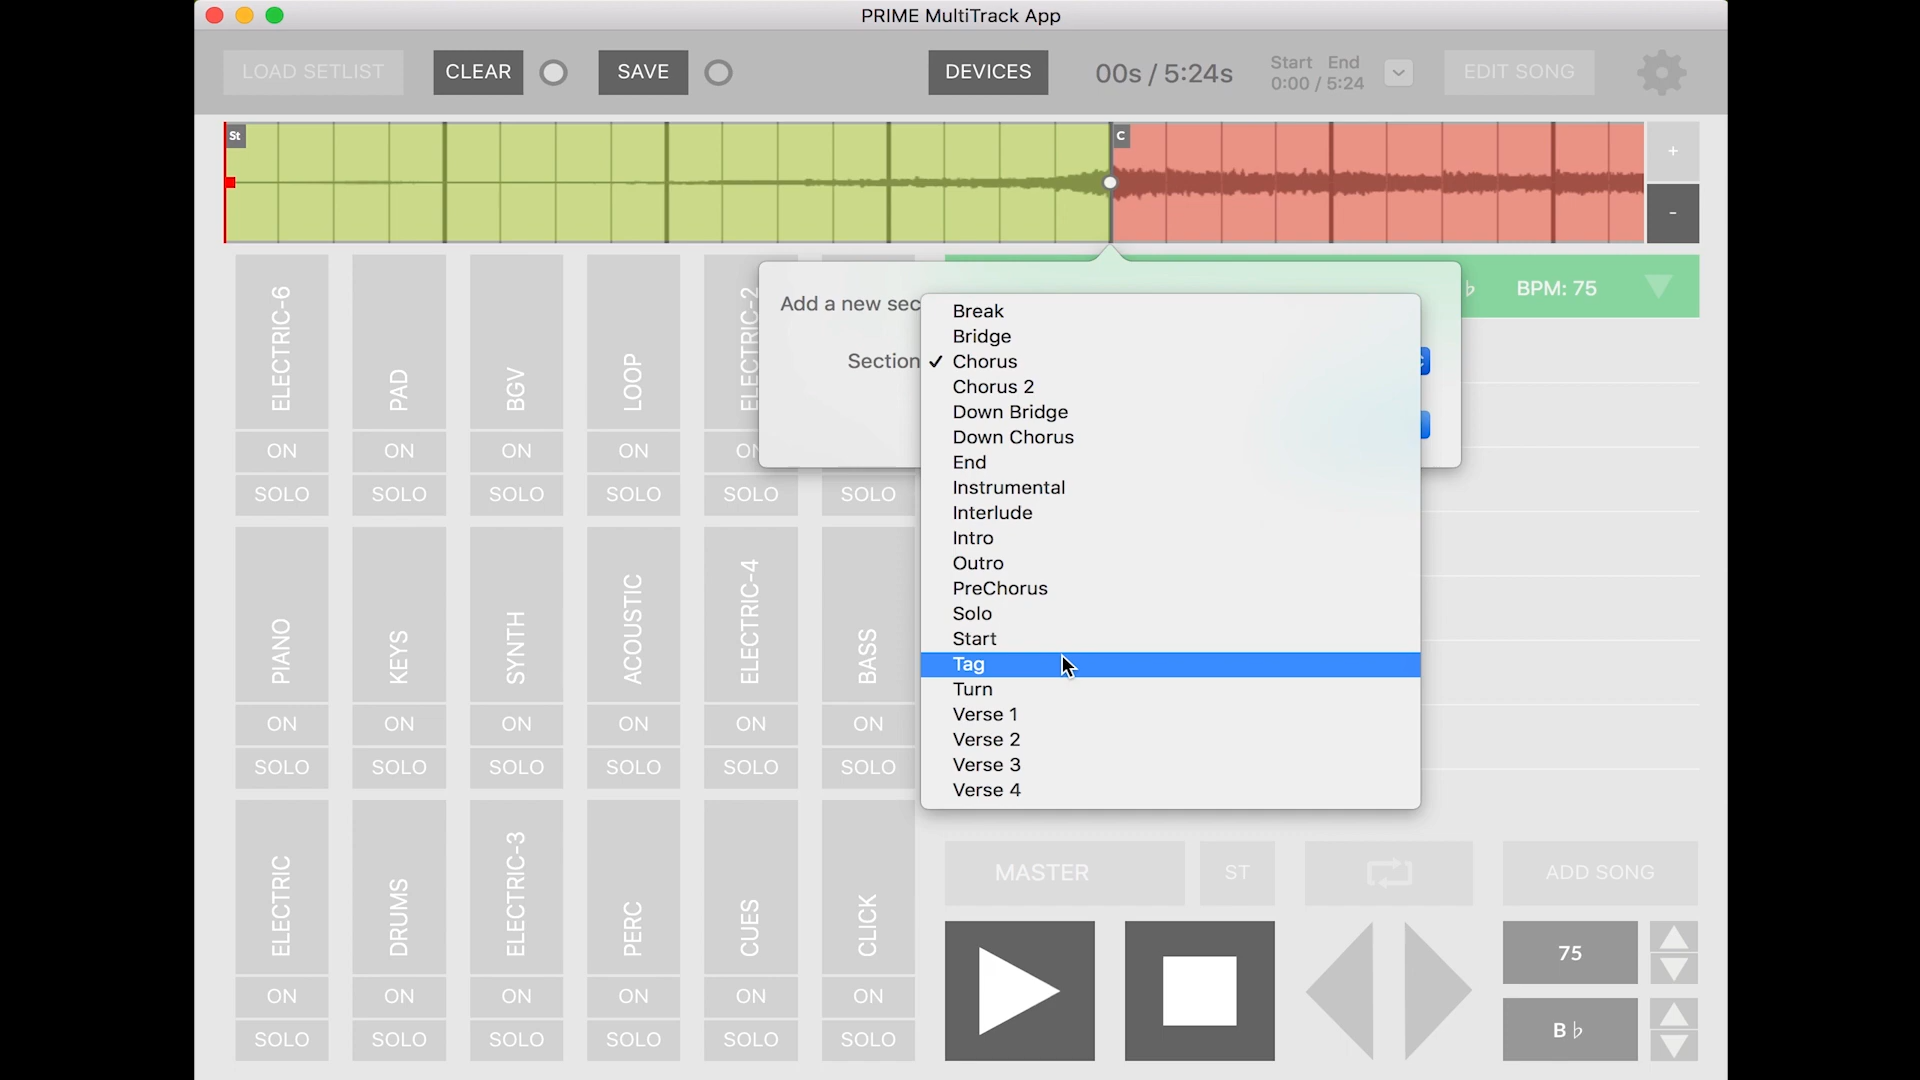 PRIME MultiTrack App
LOAD SETLIST
CLEAR
SAVE
DEVICES
00s / 5:24s
Start End
0:00 / 5:24
EDIT SONG
St
C
+
-
ELECTRIC-6
PAD
BGV
LOOP
ELECTRIC-2
Add a new sec
Section
♭
BPM: 75
Break
Bridge
✓ Chorus
Chorus 2
Down Bridge
Down Chorus
End
Instrumental
Interlude
Intro
Outro
PreChorus
Solo
Start
Tag
Turn
Verse 1
Verse 2
Verse 3
Verse 4
ON ON ON ON ON
SOLO SOLO SOLO SOLO SOLO SOLO
PIANO
KEYS
SYNTH
ACOUSTIC
ELECTRIC-4
BASS
ON ON ON ON ON ON
SOLO SOLO SOLO SOLO SOLO SOLO
ELECTRIC
DRUMS
ELECTRIC-3
PERC
CUES
CLICK
ON ON ON ON ON ON
SOLO SOLO SOLO SOLO SOLO SOLO
MASTER
ST
ADD SONG
75
B ♭